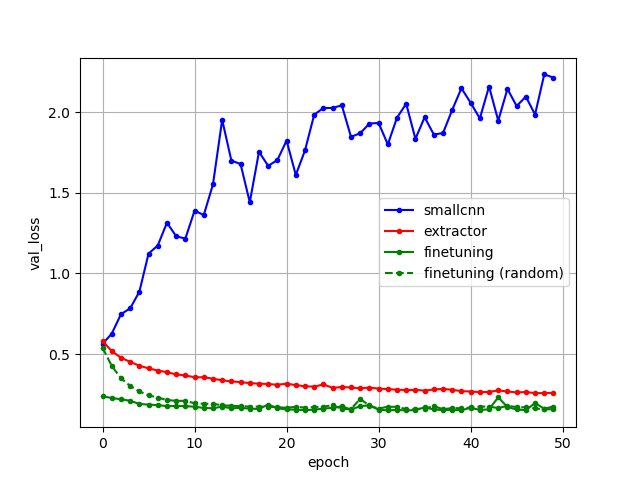 2.0
1.5
1.0
0.5
val_loss
smallcnn
extractor
finetuning
finetuning (random)
0 10 20 30 40 50
epoch